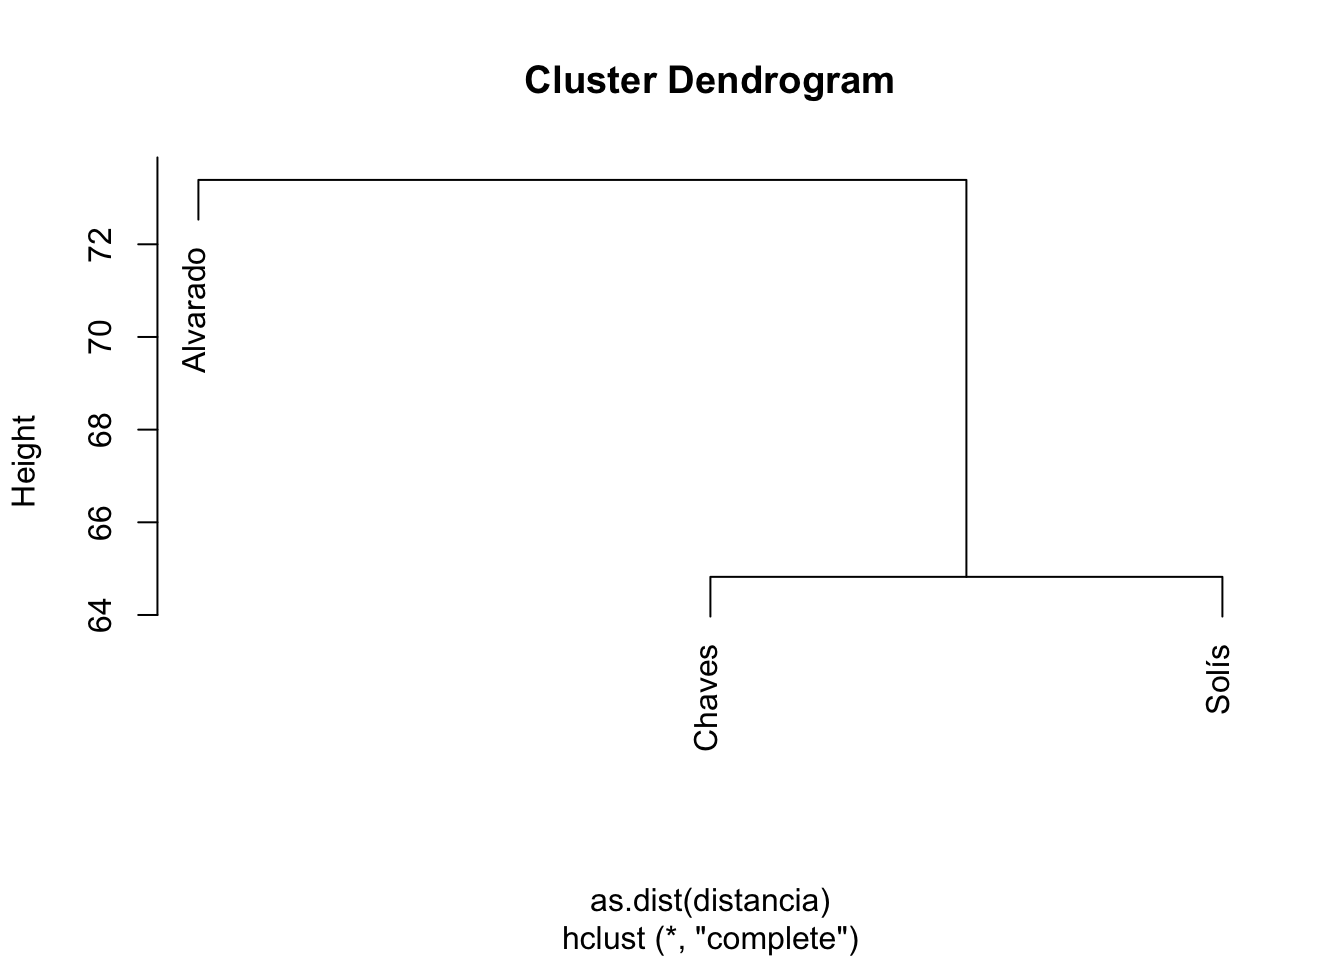 Cluster Dendrogram
Height
72
70
68
66
64
Alvarado
Chaves
Solís
as.dist(distancia)
hclust (*, "complete")